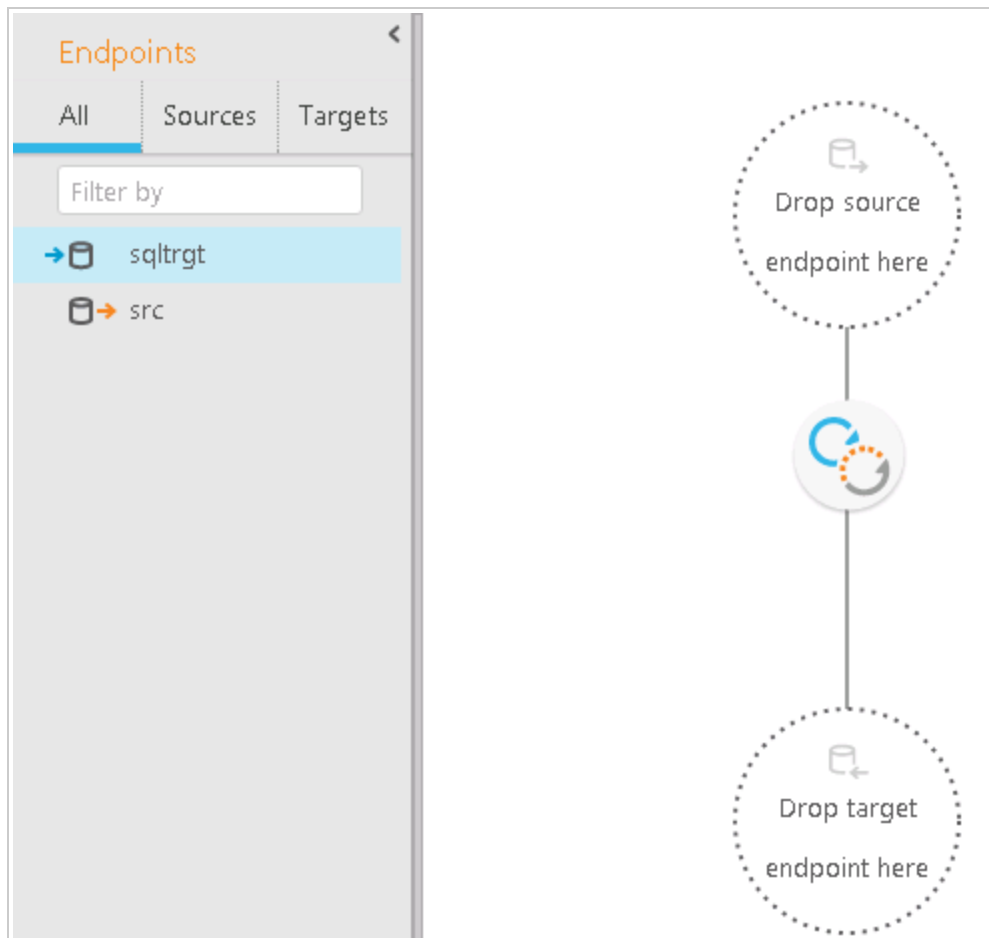 Endpoints
All
Sources
Targets
Filter by
sqltrgt
src
Drop source
endpoint here
Drop target
endpoint here